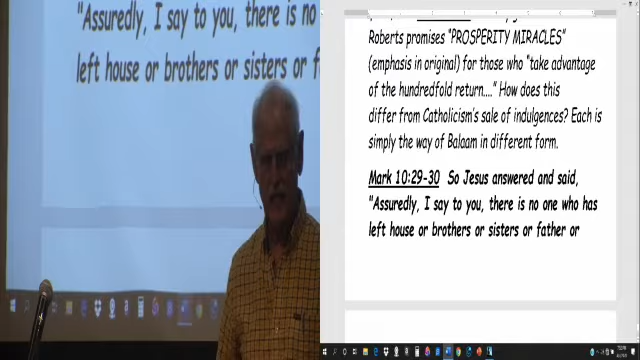 "Assuredly, I say to you, there is no
left house or brothers or sisters or f
Roberts promises "PROSPERITY MIRACLES"
(emphasis in original) for those who "take advantage
of the hundredfold return...." How does this
differ from Catholicism's sale of indulgences? Each is
simply the way of Balaam in different form.
Mark 10:29-30 So Jesus answered and said,
"Assuredly, I say to you, there is no one who has
left house or brothers or sisters or father or